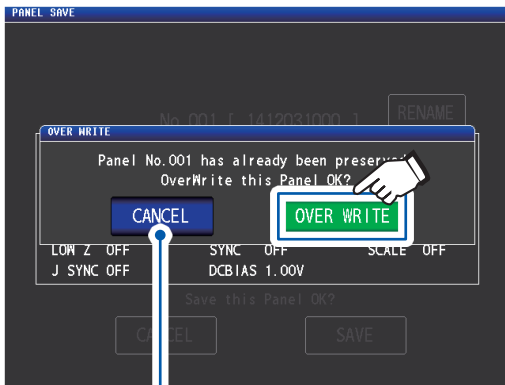 PANEL SAVE
No.001 [ 1412031000 ] RENAME
OVER WRITE
Panel No.001 has already been preserved
OverWrite this Panel OK?
CANCEL OVER WRITE
LOW Z OFF SYNC OFF SCALE OFF
J SYNC OFF DCBIAS 1.00V
Save this Panel OK?
CANCEL SAVE